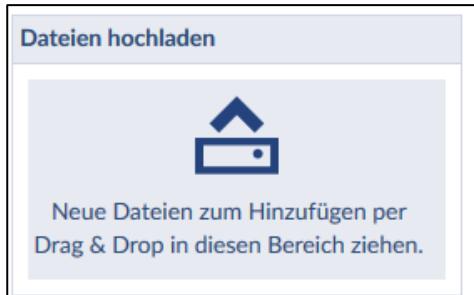 Dateien hochladen
Neue Dateien zum Hinzufügen per
Drag & Drop in diesen Bereich ziehen.